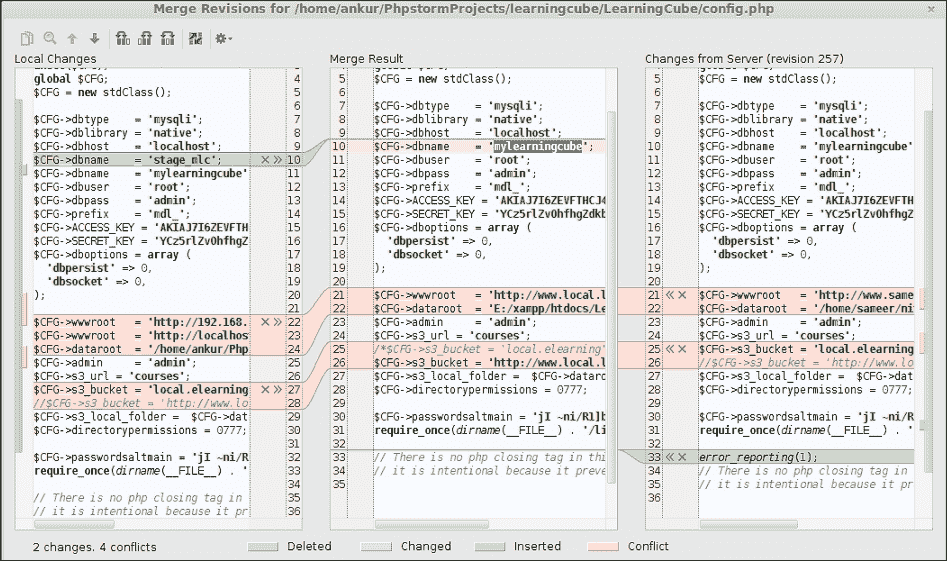 Merge Revisions for /home/ankur/PhpstormProjects/learningcube/LearningCube/config.php
Local Changes
global $CFG; 4
$CFG = new stdClass(); 5
6
$CFG->dbtype = 'mysqli'; 7
$CFG->dblibrary = 'native'; 8
$CFG->dbhost = 'localhost'; 9
$CFG->dbname = 'stage_mlc'; 10
$CFG->dbname = 'mylearningcube' 11
$CFG->dbuser = 'root'; 12
$CFG->dbpass = 'admin'; 13
$CFG->prefix = 'mdl_'; 14
$CFG->ACCESS_KEY = 15
$CFG->SECRET_KEY = 16
$CFG->dboptions = array ( 17
'dbpersist' => 0, 18
'dbsocket' => 0, 19
); 20
21
$CFG->wwwroot = 'http://192.168. 22
$CFG->wwwroot = 'http://localhos 23
$CFG->dataroot = '/home/ankur/Php 24
$CFG->admin = 'admin'; 25
$CFG->s3_url = 'courses'; 26
$CFG->s3_bucket = 'local.elearning 27
//$CFG->s3_bucket = 'http://www.lo 28
$CFG->s3_local_folder = $CFG->dat 29
$CFG->directorypermissions = 0777; 30
31
$CFG->passwordsaltmain = 'jI ~ni/R 32
require_once(dirname(__FILE__) . ' 33
34
// There is no php closing tag in 35
// it is intentional because it pr 36
Merge Result
5 $CFG = new stdClass();
6
7 $CFG->dbtype = 'mysqli';
8 $CFG->dblibrary = 'native';
9 $CFG->dbhost = 'localhost';
10 $CFG->dbname = 'mylearningcube';
11 $CFG->dbuser = 'root';
12 $CFG->dbpass = 'admin';
13 $CFG->prefix = 'mdl_';
14 $CFG->ACCESS_KEY =
15 $CFG->SECRET_KEY =
16 $CFG->dboptions = array (
17 'dbpersist' => 0,
18 'dbsocket' => 0,
19 );
20
21 $CFG->wwwroot = 'http://www.local.l
22 $CFG->dataroot = 'E:/xampp/htdocs/Le
23 $CFG->admin = 'admin';
24 $CFG->s3_url = 'courses';
25 /*$CFG->s3_bucket = 'local.elearning'
26 $CFG->s3_bucket = 'http://www.local.l
27 $CFG->s3_local_folder = $CFG->dataro
28 $CFG->directorypermissions = 0777;
29
30 $CFG->passwordsaltmain = 'jI ~ni/Rl]b
31 require_once(dirname(__FILE__) . '/li
32
33 // There is no php closing tag in thi
34 // it is intentional because it preve
35
Changes from Server (revision 257)
5 $CFG = new stdClass();
6
7 $CFG->dbtype = 'mysqli';
8 $CFG->dblibrary = 'native';
9 $CFG->dbhost = 'localhost';
10 $CFG->dbname = 'mylearningcube'
11 $CFG->dbuser = 'root';
12 $CFG->dbpass = 'admin';
13 $CFG->prefix = 'mdl_';
14 $CFG->ACCESS_KEY =
15 $CFG->SECRET_KEY =
16 $CFG->dboptions = array (
17 'dbpersist' => 0,
18 'dbsocket' => 0,
19 );
20
21 $CFG->wwwroot = 'http://www.same
22 $CFG->dataroot = '/home/sameer/ni
23 $CFG->admin = 'admin';
24 $CFG->s3_url = 'courses';
25 $CFG->s3_bucket = 'local.elearning
26 //$CFG->s3_bucket = 'http://www.lo
27 $CFG->s3_local_folder = $CFG->dat
28 $CFG->directorypermissions = 0777;
29
30 $CFG->passwordsaltmain = 'jI ~ni/R
31 require_once(dirname(__FILE__) . '
32
33 error_reporting(1);
34 // There is no php closing tag in
35 // it is intentional because it pr
36
2 changes. 4 conflicts
Deleted
Changed
Inserted
Conflict